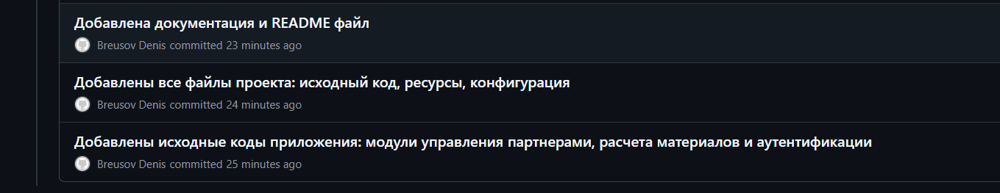 Добавлена документация и README файл
Breusov Denis committed 23 minutes ago
Добавлены все файлы проекта: исходный код, ресурсы, конфигурация
Breusov Denis committed 24 minutes ago
Добавлены исходные коды приложения: модули управления партнерами, расчета материалов и аутентификации
Breusov Denis committed 25 minutes ago